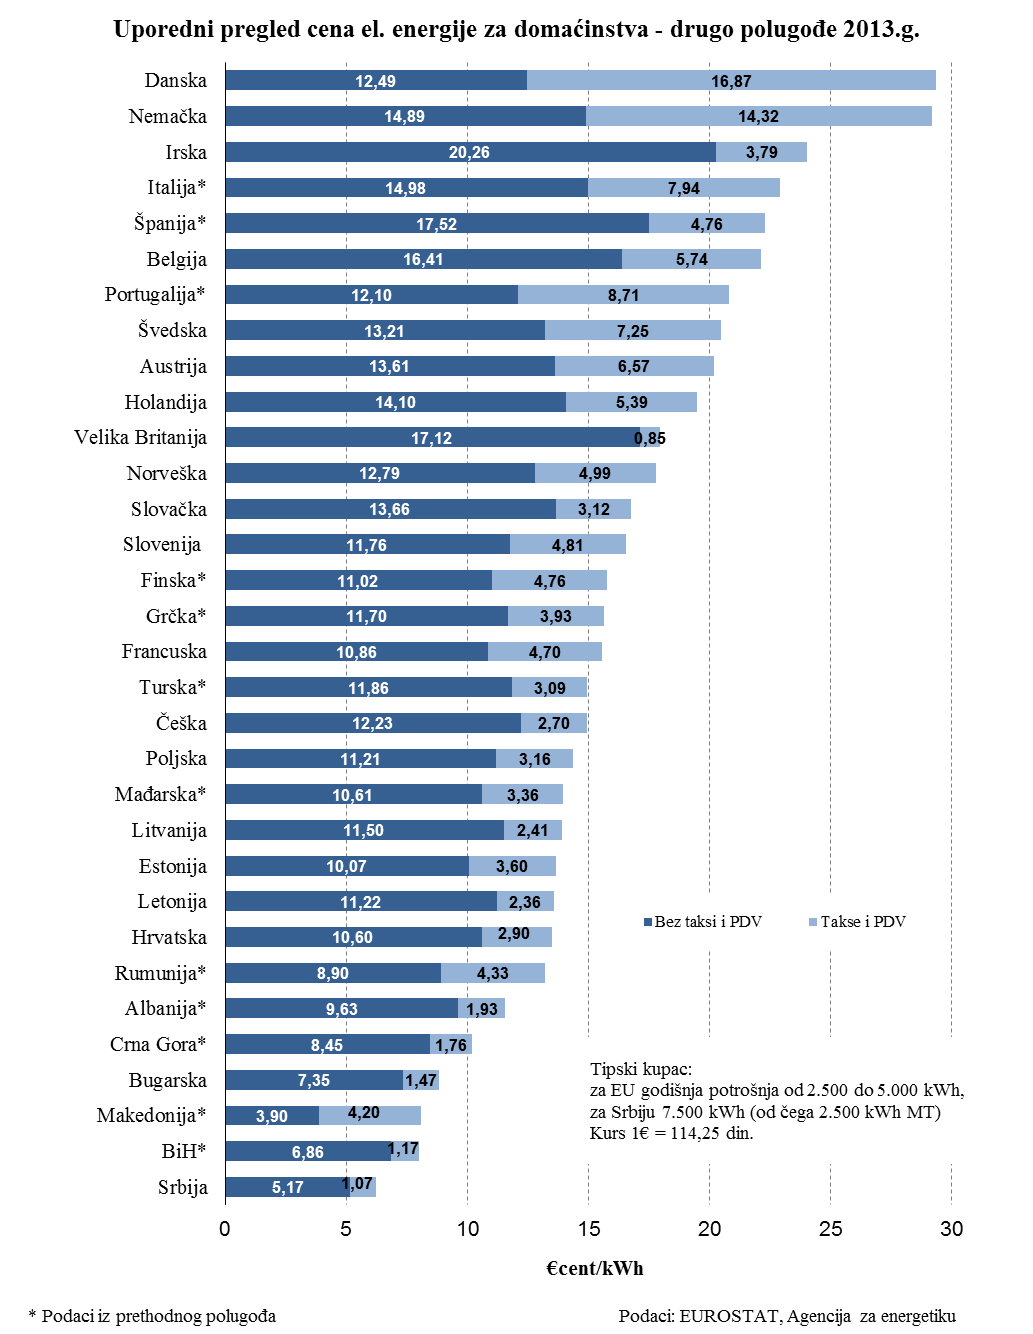 Uporedni pregled cena el. energije za domaćinstva - drugo polugođe 2013.g.
Danska 12,49 16,87
Nemačka 14,89 14,32
Irska 20,26 3,79
Italija* 14,98 7,94
Španija* 17,52 4,76
Belgija 16,41 5,74
Portugalija* 12,10 8,71
Švedska 13,21 7,25
Austrija 13,61 6,57
Holandija 14,10 5,39
Velika Britanija 17,12 0,85
Norveška 12,79 4,99
Slovačka 13,66 3,12
Slovenija 11,76 4,81
Finska* 11,02 4,76
Grčka* 11,70 3,93
Francuska 10,86 4,70
Turska* 11,86 3,09
Češka 12,23 2,70
Poljska 11,21 3,16
Mađarska* 10,61 3,36
Litvanija 11,50 2,41
Estonija 10,07 3,60
Letonija 11,22 2,36
Bez taksi i PDV Takse i PDV
Hrvatska 10,60 2,90
Rumunija* 8,90 4,33
Albanija* 9,63 1,93
Crna Gora* 8,45 1,76
Bugarska 7,35 1,47
Makedonija* 3,90 4,20
BiH* 6,86 1,17
Srbija 5,17 1,07
Tipski kupac:
za EU godišnja potrošnja od 2.500 do 5.000 kWh,
za Srbiju 7.500 kWh (od čega 2.500 kWh MT)
Kurs 1€ = 114,25 din.
0 5 10 15 20 25 30
€cent/kWh
* Podaci iz prethodnog polugođa
Podaci: EUROSTAT, Agencija za energetiku